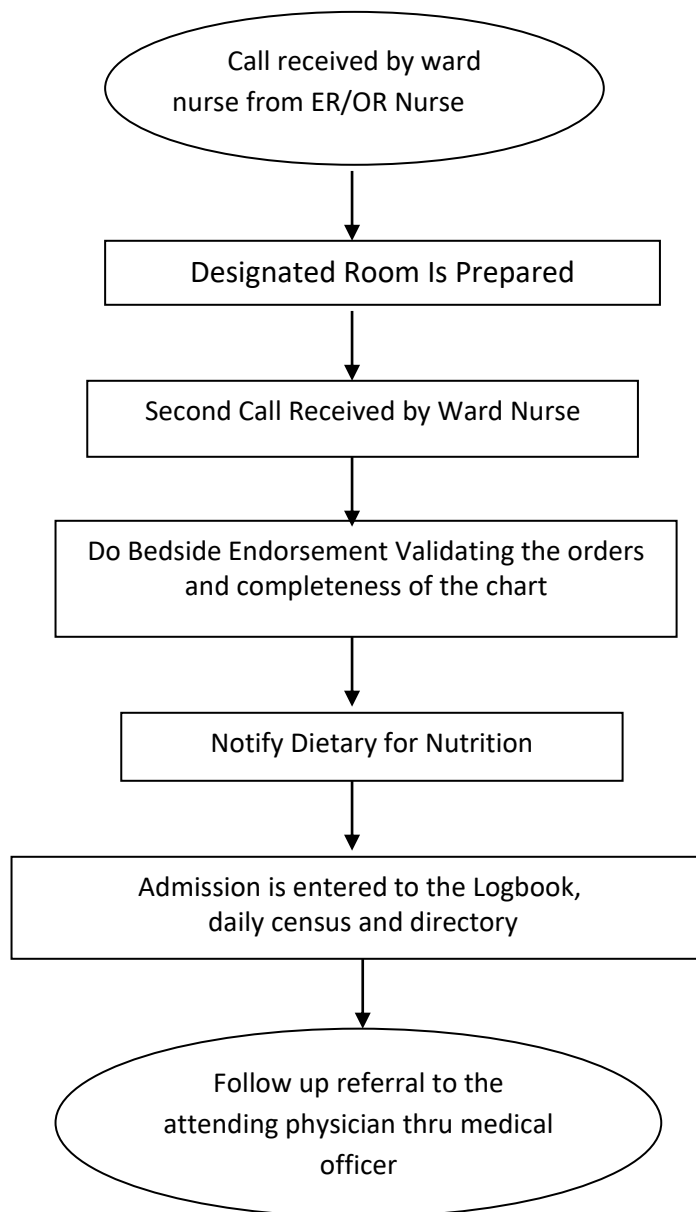 Call received by ward
nurse from ER/OR Nurse
Designated Room Is Prepared
Second Call Received by Ward Nurse
Do Bedside Endorsement Validating the orders
and completeness of the chart
Notify Dietary for Nutrition
Admission is entered to the Logbook,
daily census and directory
Follow up referral to the
attending physician thru medical
officer